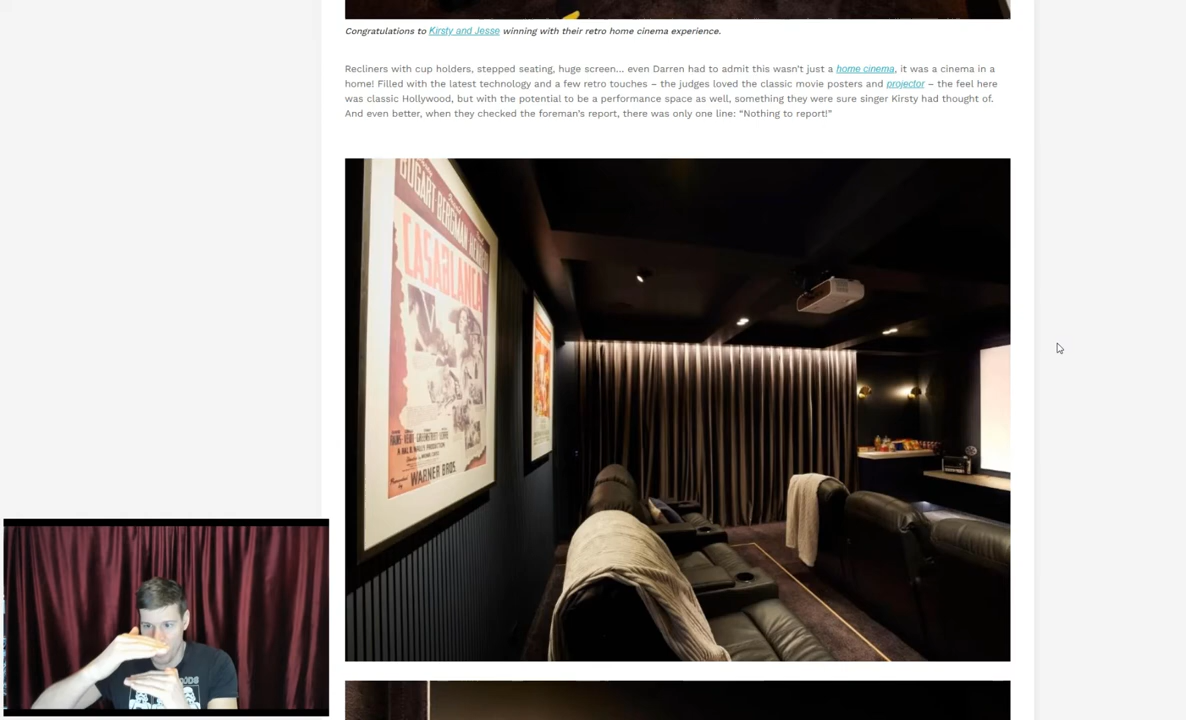 Congratulations to Kirsty and Jesse winning with their retro home cinema experience.
Recliners with cup holders, stepped seating, huge screen... even Darren had to admit this wasn't just a home cinema, it was a cinema in a
home! Filled with the latest technology and a few retro touches – the judges loved the classic movie posters and projector – the feel here
was classic Hollywood, but with the potential to be a performance space as well, something they were sure singer Kirsty had thought of.
And even better, when they checked the foreman's report, there was only one line: "Nothing to report!"
BOGART · BERGMAN · HENREID
CASABLANCA
WARNER BROS.